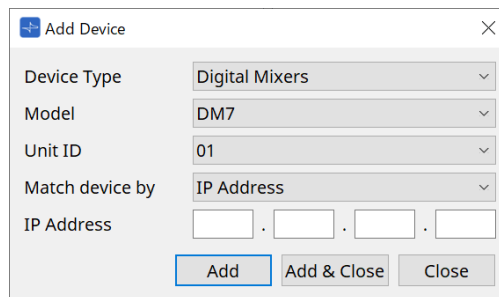 Add Device
Device Type Digital Mixers
Model DM7
Unit ID 01
Match device by IP Address
IP Address . . .
Add Add & Close Close